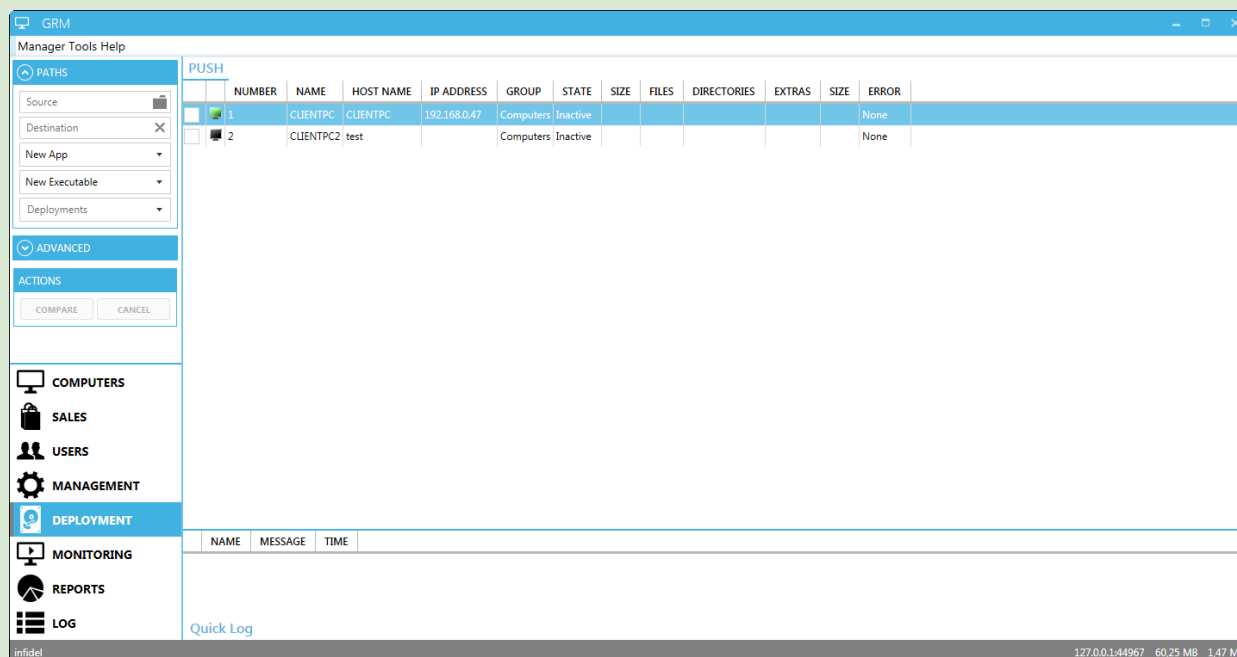 GRM
Manager Tools Help
PATHS
Source
Destination
New App
New Executable
Deployments
ADVANCED
ACTIONS
COMPARE CANCEL
COMPUTERS
SALES
USERS
MANAGEMENT
DEPLOYMENT
MONITORING
REPORTS
LOG
PUSH
NUMBER NAME HOST NAME IP ADDRESS GROUP STATE SIZE FILES DIRECTORIES EXTRAS SIZE ERROR
1 CLIENTPC CLIENTPC 192.168.0.47 Computers Inactive None
2 CLIENTPC2 test Computers Inactive None
NAME MESSAGE TIME
Quick Log
infidel 127.0.0.1:44967 60,25 MB 1,47 M